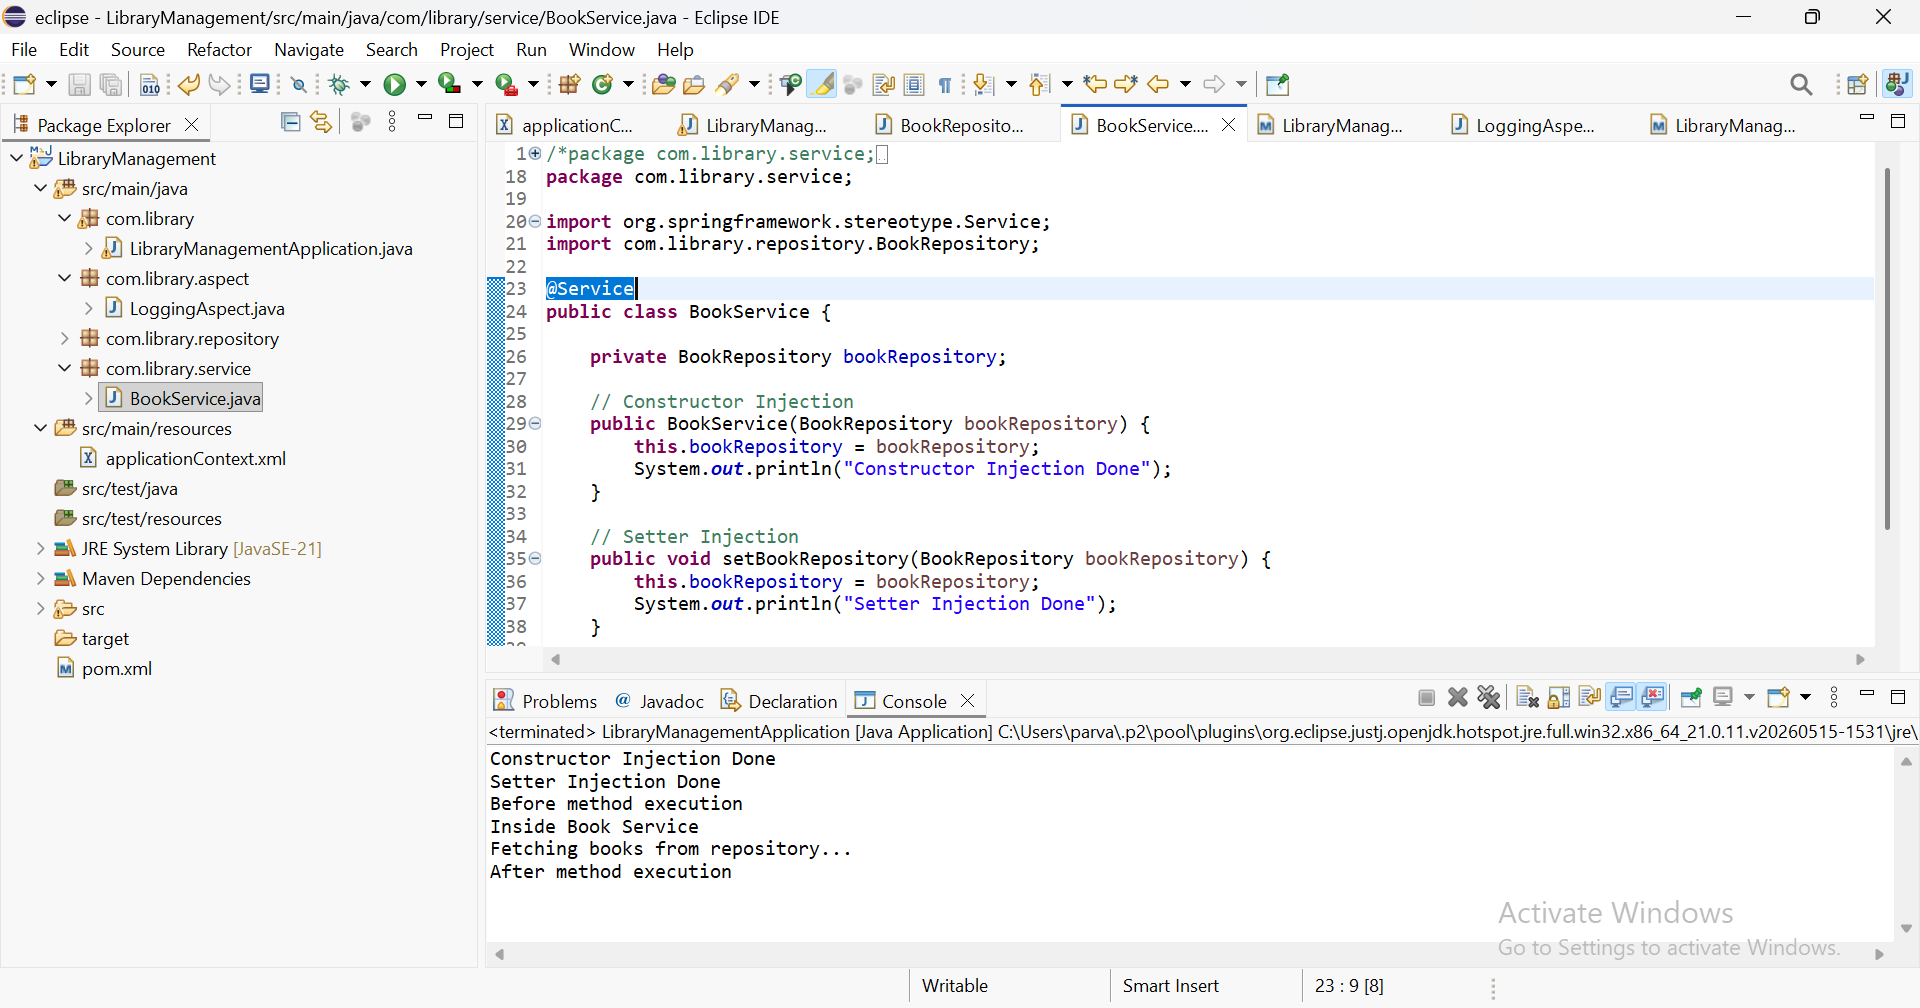 eclipse - LibraryManagement/src/main/java/com/library/service/BookService.java - Eclipse IDE
File Edit Source Refactor Navigate Search Project Run Window Help
Package Explorer
LibraryManagement
src/main/java
com.library
LibraryManagementApplication.java
com.library.aspect
LoggingAspect.java
com.library.repository
com.library.service
BookService.java
src/main/resources
applicationContext.xml
src/test/java
src/test/resources
JRE System Library [JavaSE-21]
Maven Dependencies
src
target
pom.xml
applicationC... LibraryManag... BookReposito... BookService.... LibraryManag... LoggingAspe... LibraryManag...
1 /*package com.library.service;
18 package com.library.service;
19
20 import org.springframework.stereotype.Service;
21 import com.library.repository.BookRepository;
22
23 @Service
24 public class BookService {
25
26 private BookRepository bookRepository;
27
28 // Constructor Injection
29 public BookService(BookRepository bookRepository) {
30 this.bookRepository = bookRepository;
31 System.out.println("Constructor Injection Done");
32 }
33
34 // Setter Injection
35 public void setBookRepository(BookRepository bookRepository) {
36 this.bookRepository = bookRepository;
37 System.out.println("Setter Injection Done");
38 }
Problems @ Javadoc Declaration Console
<terminated> LibraryManagementApplication [Java Application] C:\Users\parva\.p2\pool\plugins\org.eclipse.justj.openjdk.hotspot.jre.full.win32.x86_64_21.0.11.v20260515-1531\jre\
Constructor Injection Done
Setter Injection Done
Before method execution
Inside Book Service
Fetching books from repository...
After method execution
Activate Windows
Go to Settings to activate Windows.
Writable Smart Insert 23 : 9 [8]